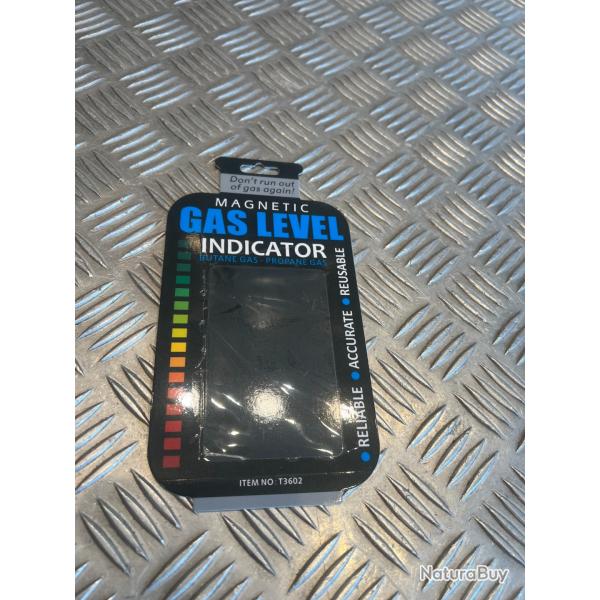 Don't run out
of gas again!
MAGNETIC
GAS LEVEL
INDICATOR
BUTANE GAS - PROPANE GAS
• RELIABLE • ACCURATE • REUSABLE
ITEM NO: T3602
NaturaBuy